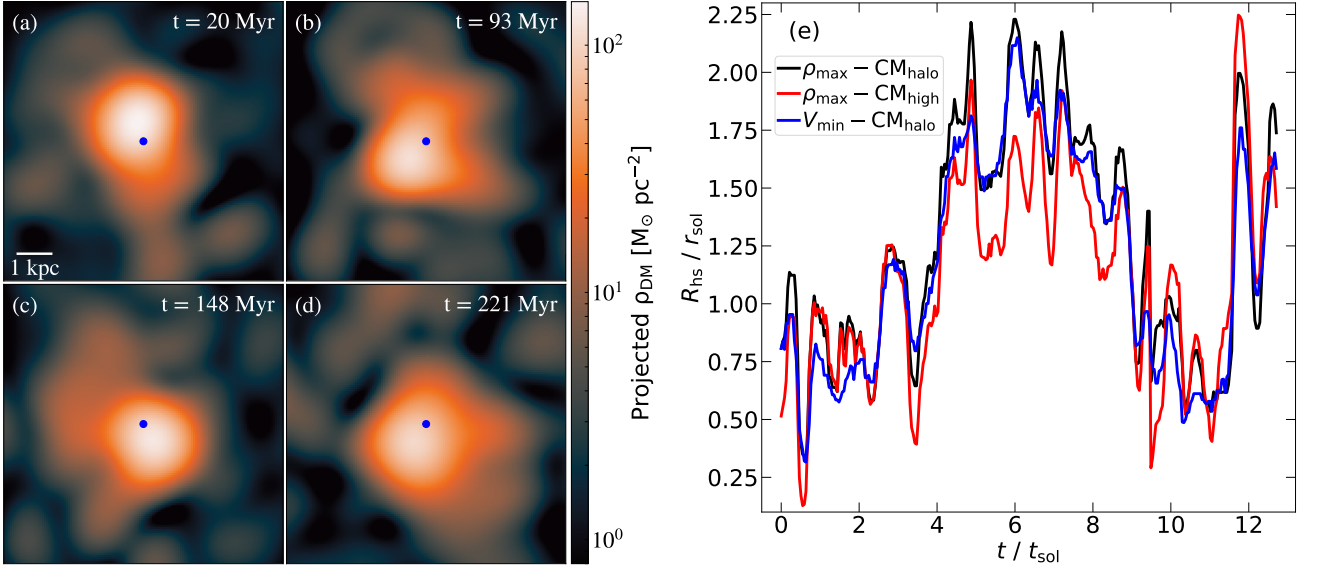 (a)
t = 20 Myr
1 kpc
(b)
t = 93 Myr
(c)
t = 148 Myr
(d)
t = 221 Myr
10²
10¹
10⁰
Projected ρ_DM [M_⊙ pc⁻²]
(e)
ρ_max − CM_halo
ρ_max − CM_high
V_min − CM_halo
2.25
2.00
1.75
1.50
1.25
1.00
0.75
0.50
0.25
R_hs / r_sol
0 2 4 6 8 10 12
t / t_sol